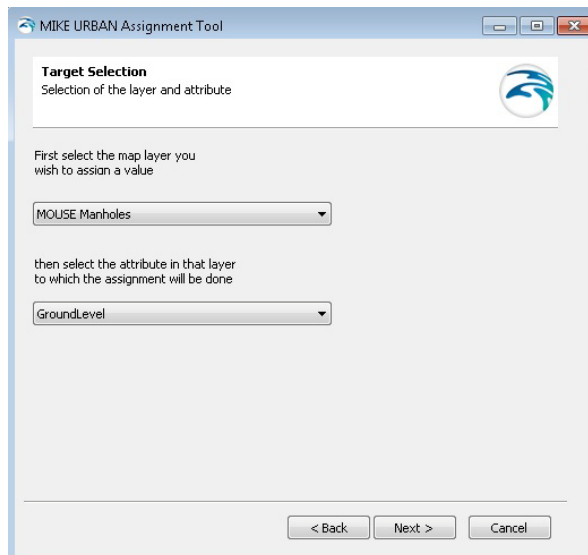 MIKE URBAN Assignment Tool
Target Selection
Selection of the layer and attribute
First select the map layer you
wish to assign a value
MOUSE Manholes
then select the attribute in that layer
to which the assignment will be done
GroundLevel
< Back
Next >
Cancel